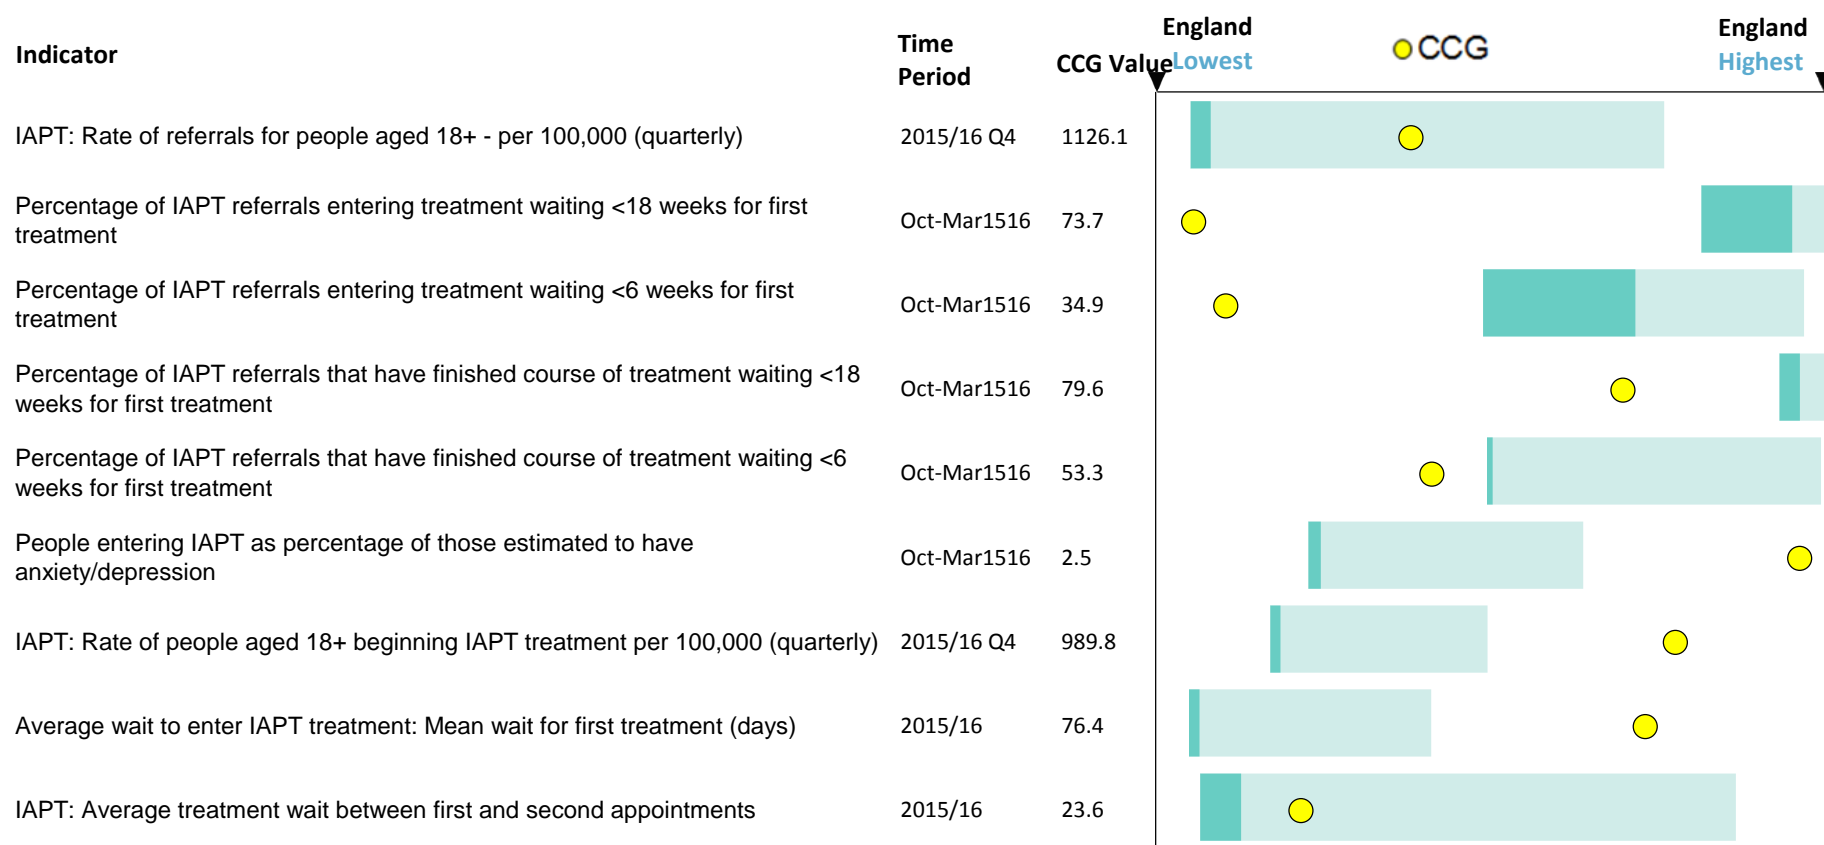 Indicator
Time
Period
CCG Value
England
Lowest
CCG
England
Highest
IAPT: Rate of referrals for people aged 18+ - per 100,000 (quarterly) 2015/16 Q4 1126.1
Percentage of IAPT referrals entering treatment waiting <18 weeks for first
treatment
Oct-Mar1516 73.7
Percentage of IAPT referrals entering treatment waiting <6 weeks for first
treatment
Oct-Mar1516 34.9
Percentage of IAPT referrals that have finished course of treatment waiting <18
weeks for first treatment
Oct-Mar1516 79.6
Percentage of IAPT referrals that have finished course of treatment waiting <6
weeks for first treatment
Oct-Mar1516 53.3
People entering IAPT as percentage of those estimated to have
anxiety/depression
Oct-Mar1516 2.5
IAPT: Rate of people aged 18+ beginning IAPT treatment per 100,000 (quarterly) 2015/16 Q4 989.8
Average wait to enter IAPT treatment: Mean wait for first treatment (days) 2015/16 76.4
IAPT: Average treatment wait between first and second appointments 2015/16 23.6